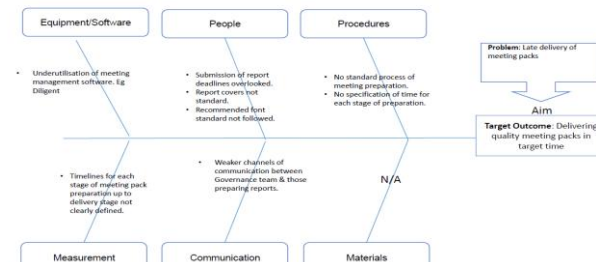 Equipment/Software
People
Procedures
Problem: Late delivery of
meeting packs
• Underutilisation of meeting
management software. Eg
Diligent
• Submission of report
deadlines overlooked.
• Report covers not
standard.
• Recommended font
standard not followed.
• No standard process of
meeting preparation.
• No specification of time for
each stage of preparation.
Aim
Target Outcome: Delivering
quality meeting packs in
target time
• Timelines for each
stage of meeting pack
preparation up to
delivery stage not
clearly defined.
• Weaker channels of
communication between
Governance team & those
preparing reports.
N/A
Measurement
Communication
Materials